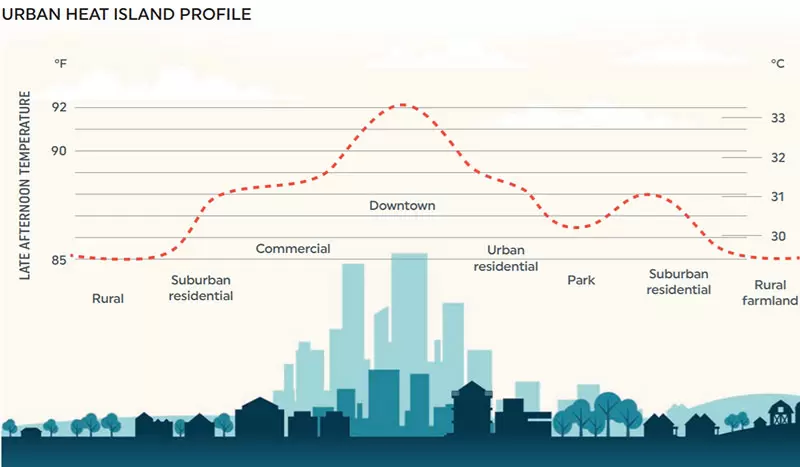 URBAN HEAT ISLAND PROFILE
°F
°C
LATE AFTERNOON TEMPERATURE
92
90
85
33
32
31
30
Downtown
Commercial
Urban
residential
Suburban
residential
Rural
Park
Suburban
residential
Rural
farmland